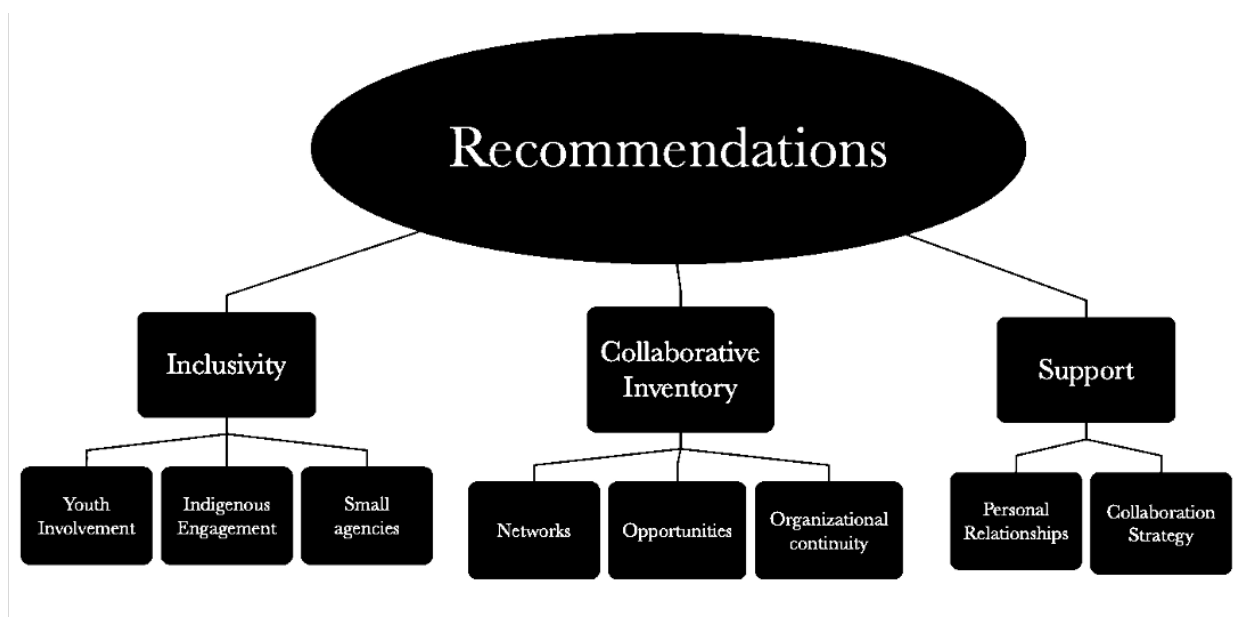 Recommendations
Inclusivity
Collaborative
Inventory
Support
Youth
Involvement
Indigenous
Engagement
Small
agencies
Networks
Opportunities
Organizational
continuity
Personal
Relationships
Collaboration
Strategy